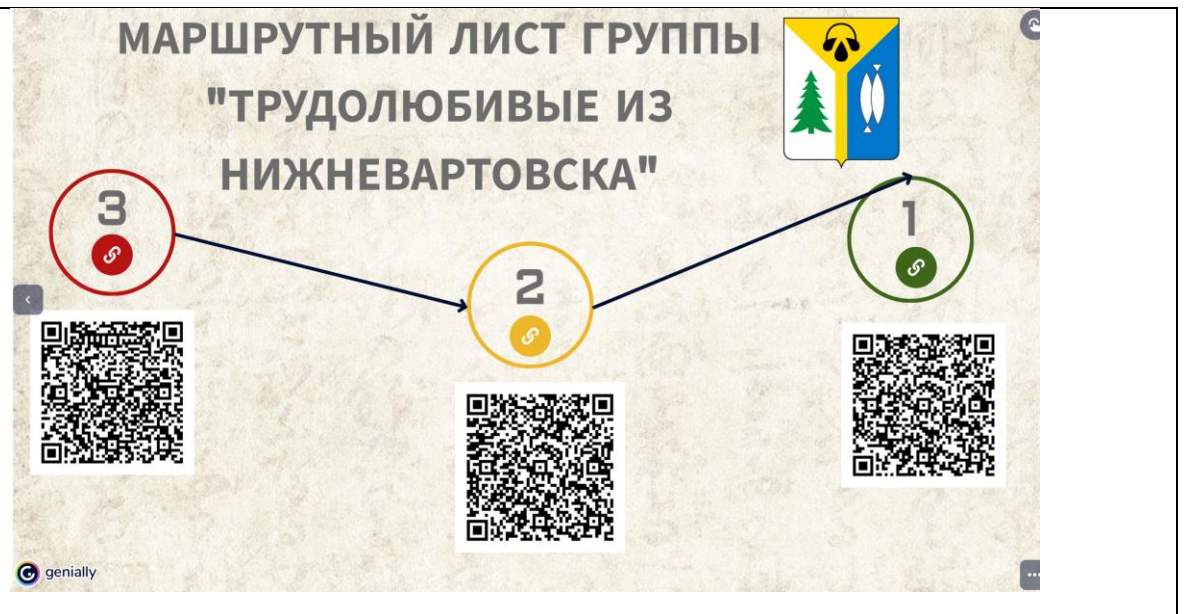 МАРШРУТНЫЙ ЛИСТ ГРУППЫ
"ТРУДОЛЮБИВЫЕ ИЗ
НИЖНЕВАРТОВСКА"
3
2
1
genially